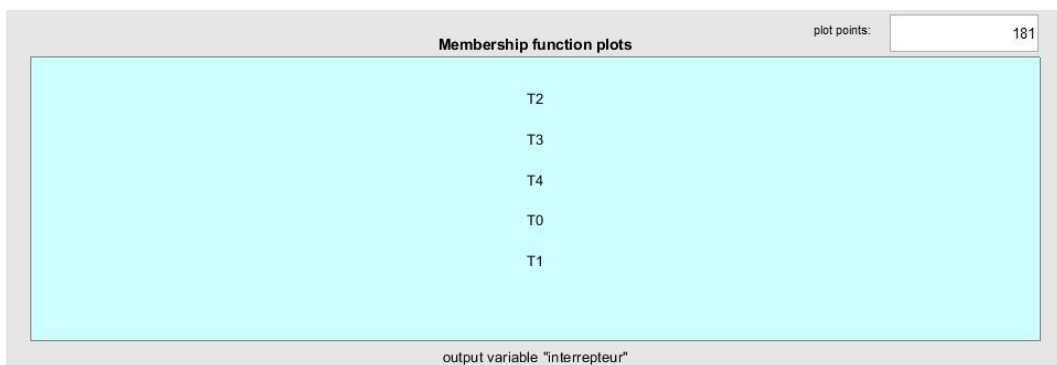 plot points: 181
Membership function plots
T2
T3
T4
T0
T1
output variable "interrepteur"